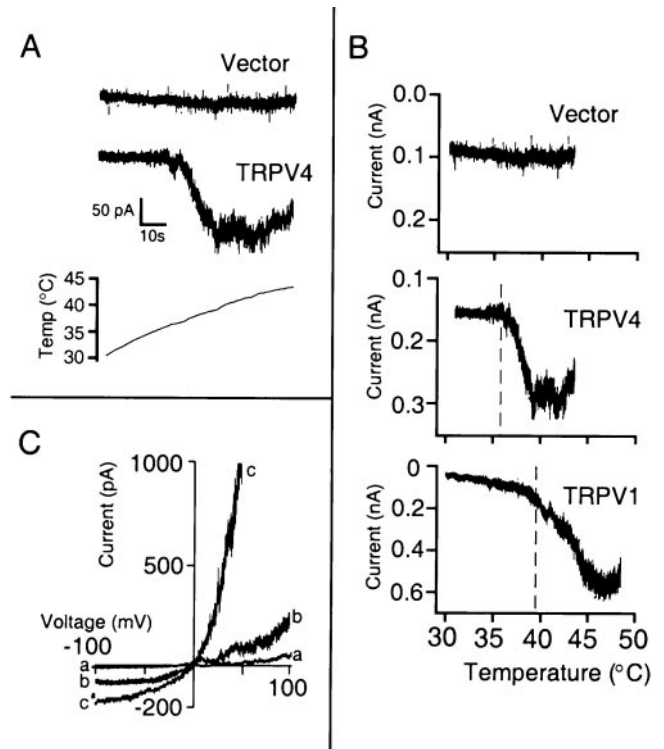 A
Vector
TRPV4
50 pA
10s
Temp (°C)
45
40
35
30
B
Current (nA)
0.0
0.1
0.2
Vector
Current (nA)
0.1
0.2
0.3
TRPV4
Current (nA)
0
0.2
0.4
0.6
TRPV1
30 35 40 45 50
Temperature (°C)
C
Current (pA)
1000
500
-200
Voltage (mV)
-100
100
a
b
c
c
b
a